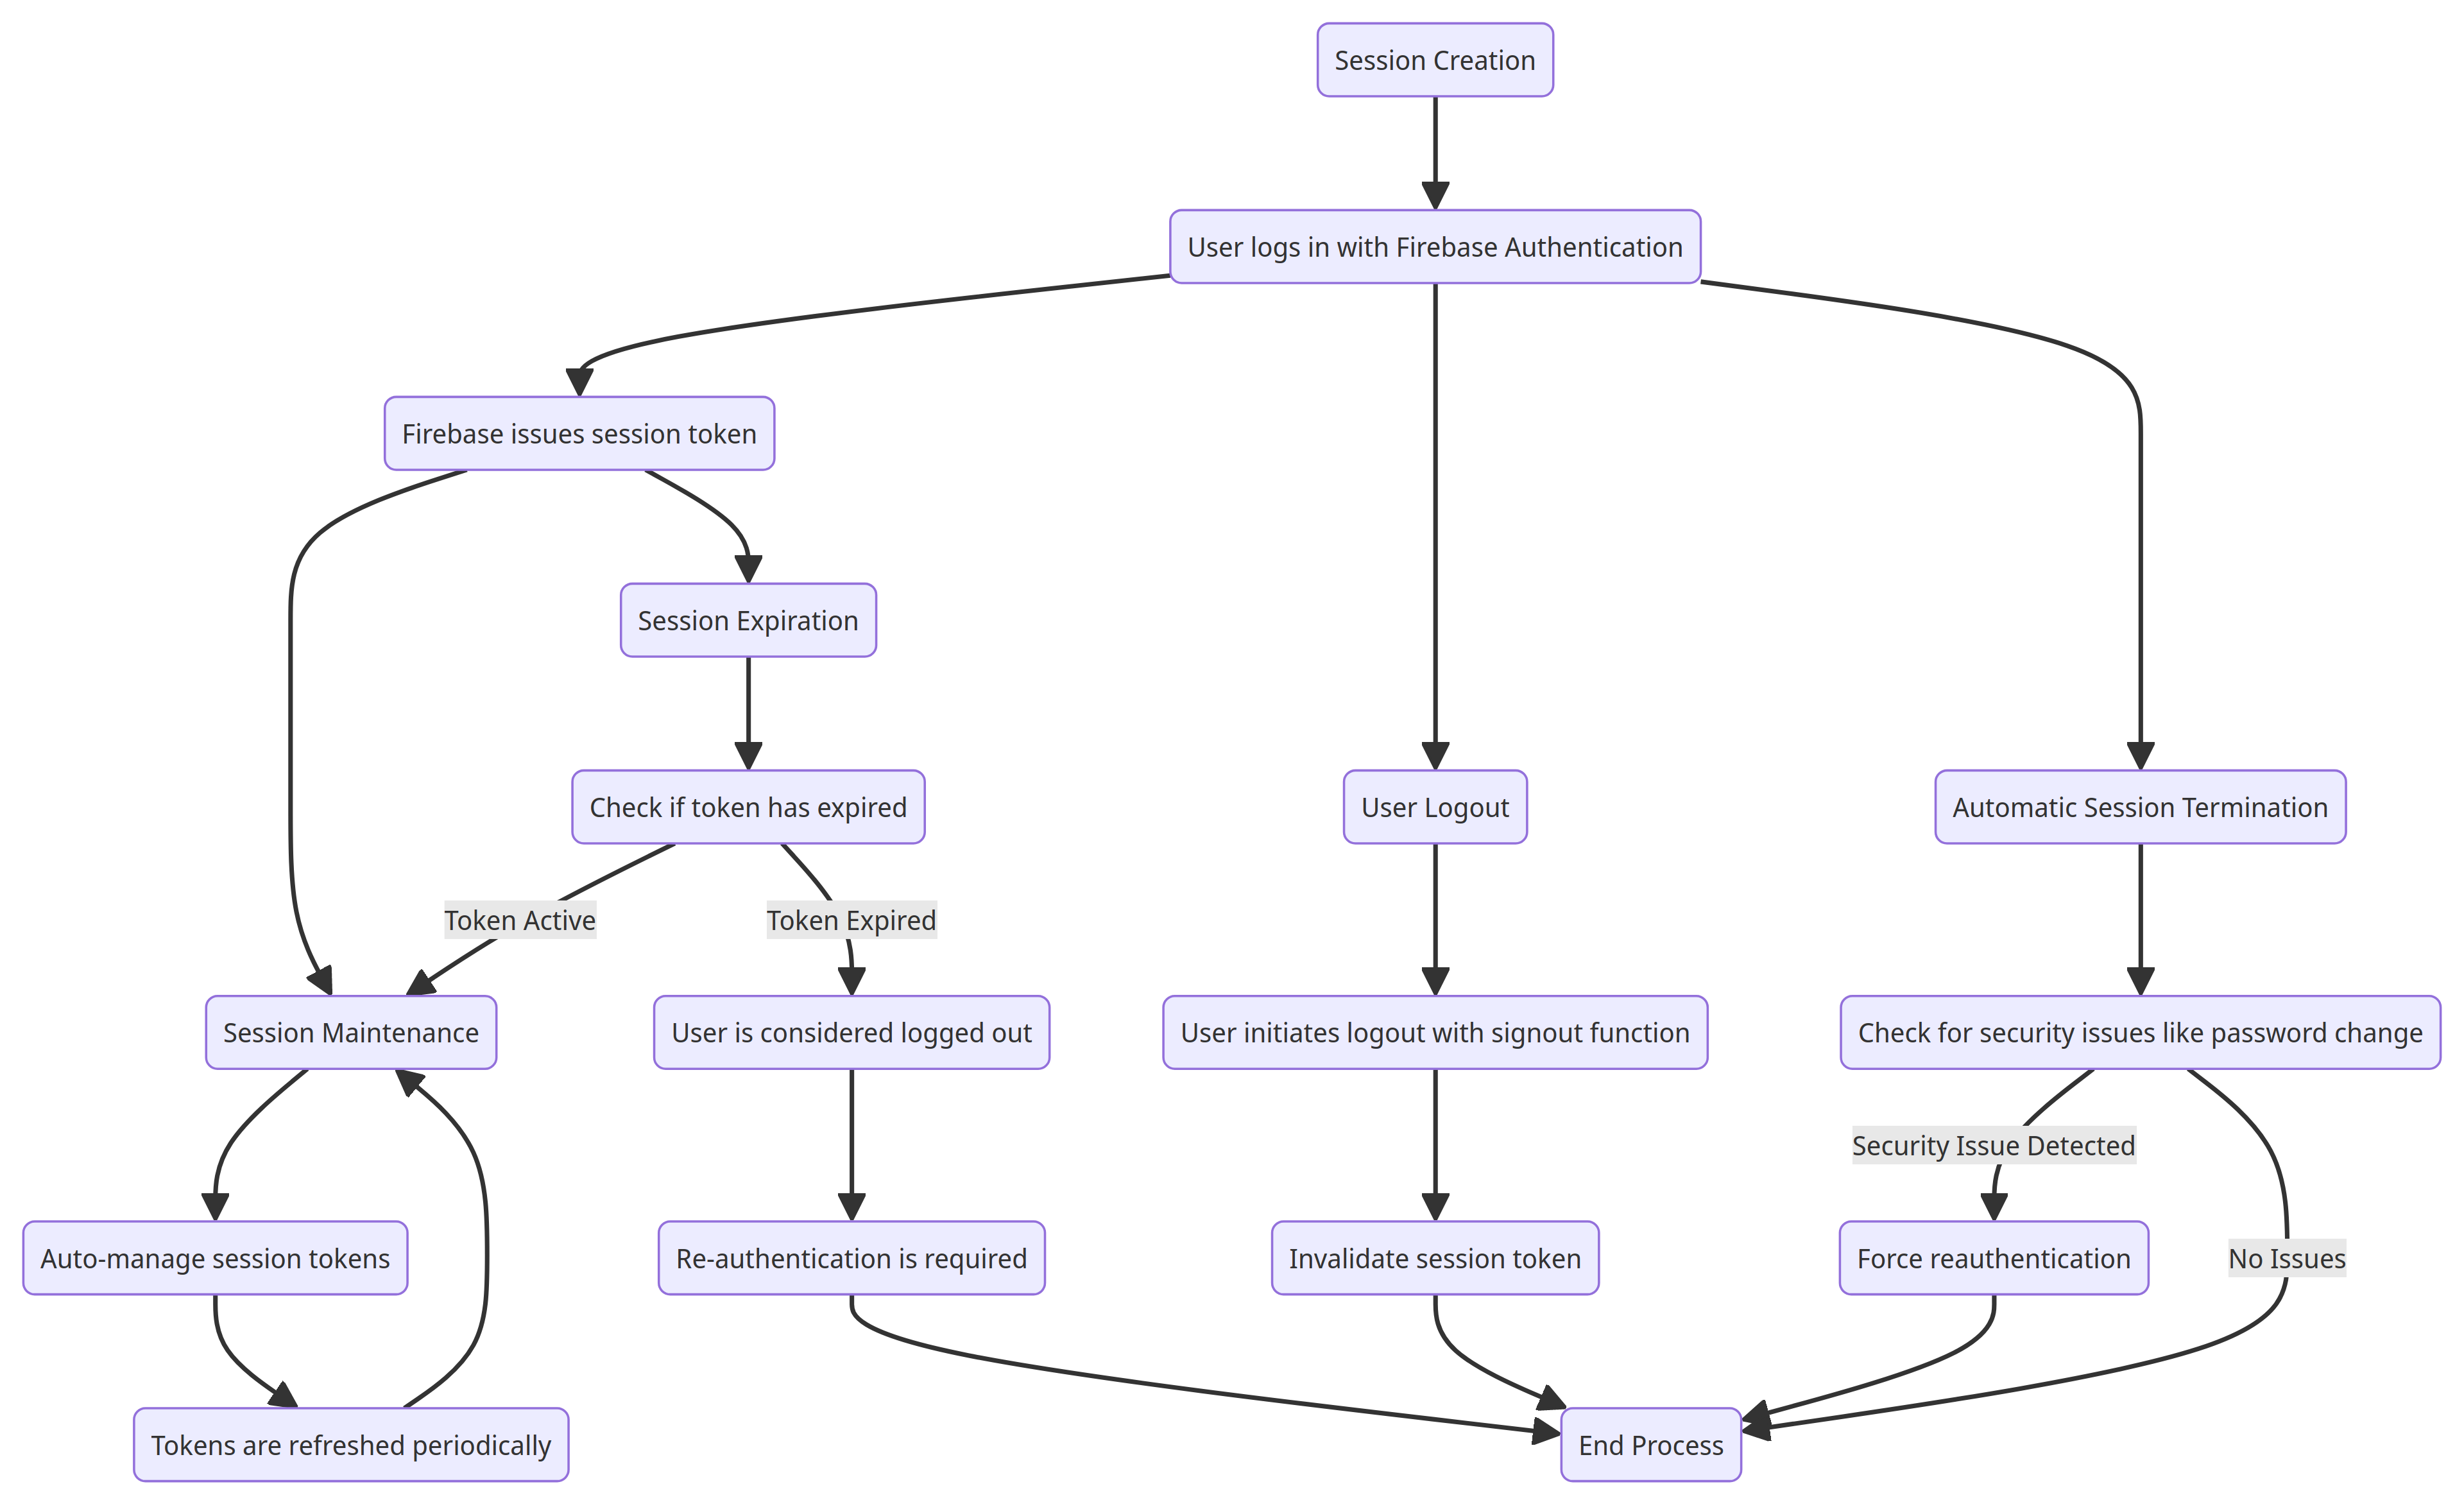 Session Creation
User logs in with Firebase Authentication
Firebase issues session token
Session Expiration
Check if token has expired
User Logout
Automatic Session Termination
Token Active
Token Expired
Session Maintenance
User is considered logged out
User initiates logout with signout function
Check for security issues like password change
Security Issue Detected
Auto-manage session tokens
Re-authentication is required
Invalidate session token
Force reauthentication
No Issues
Tokens are refreshed periodically
End Process